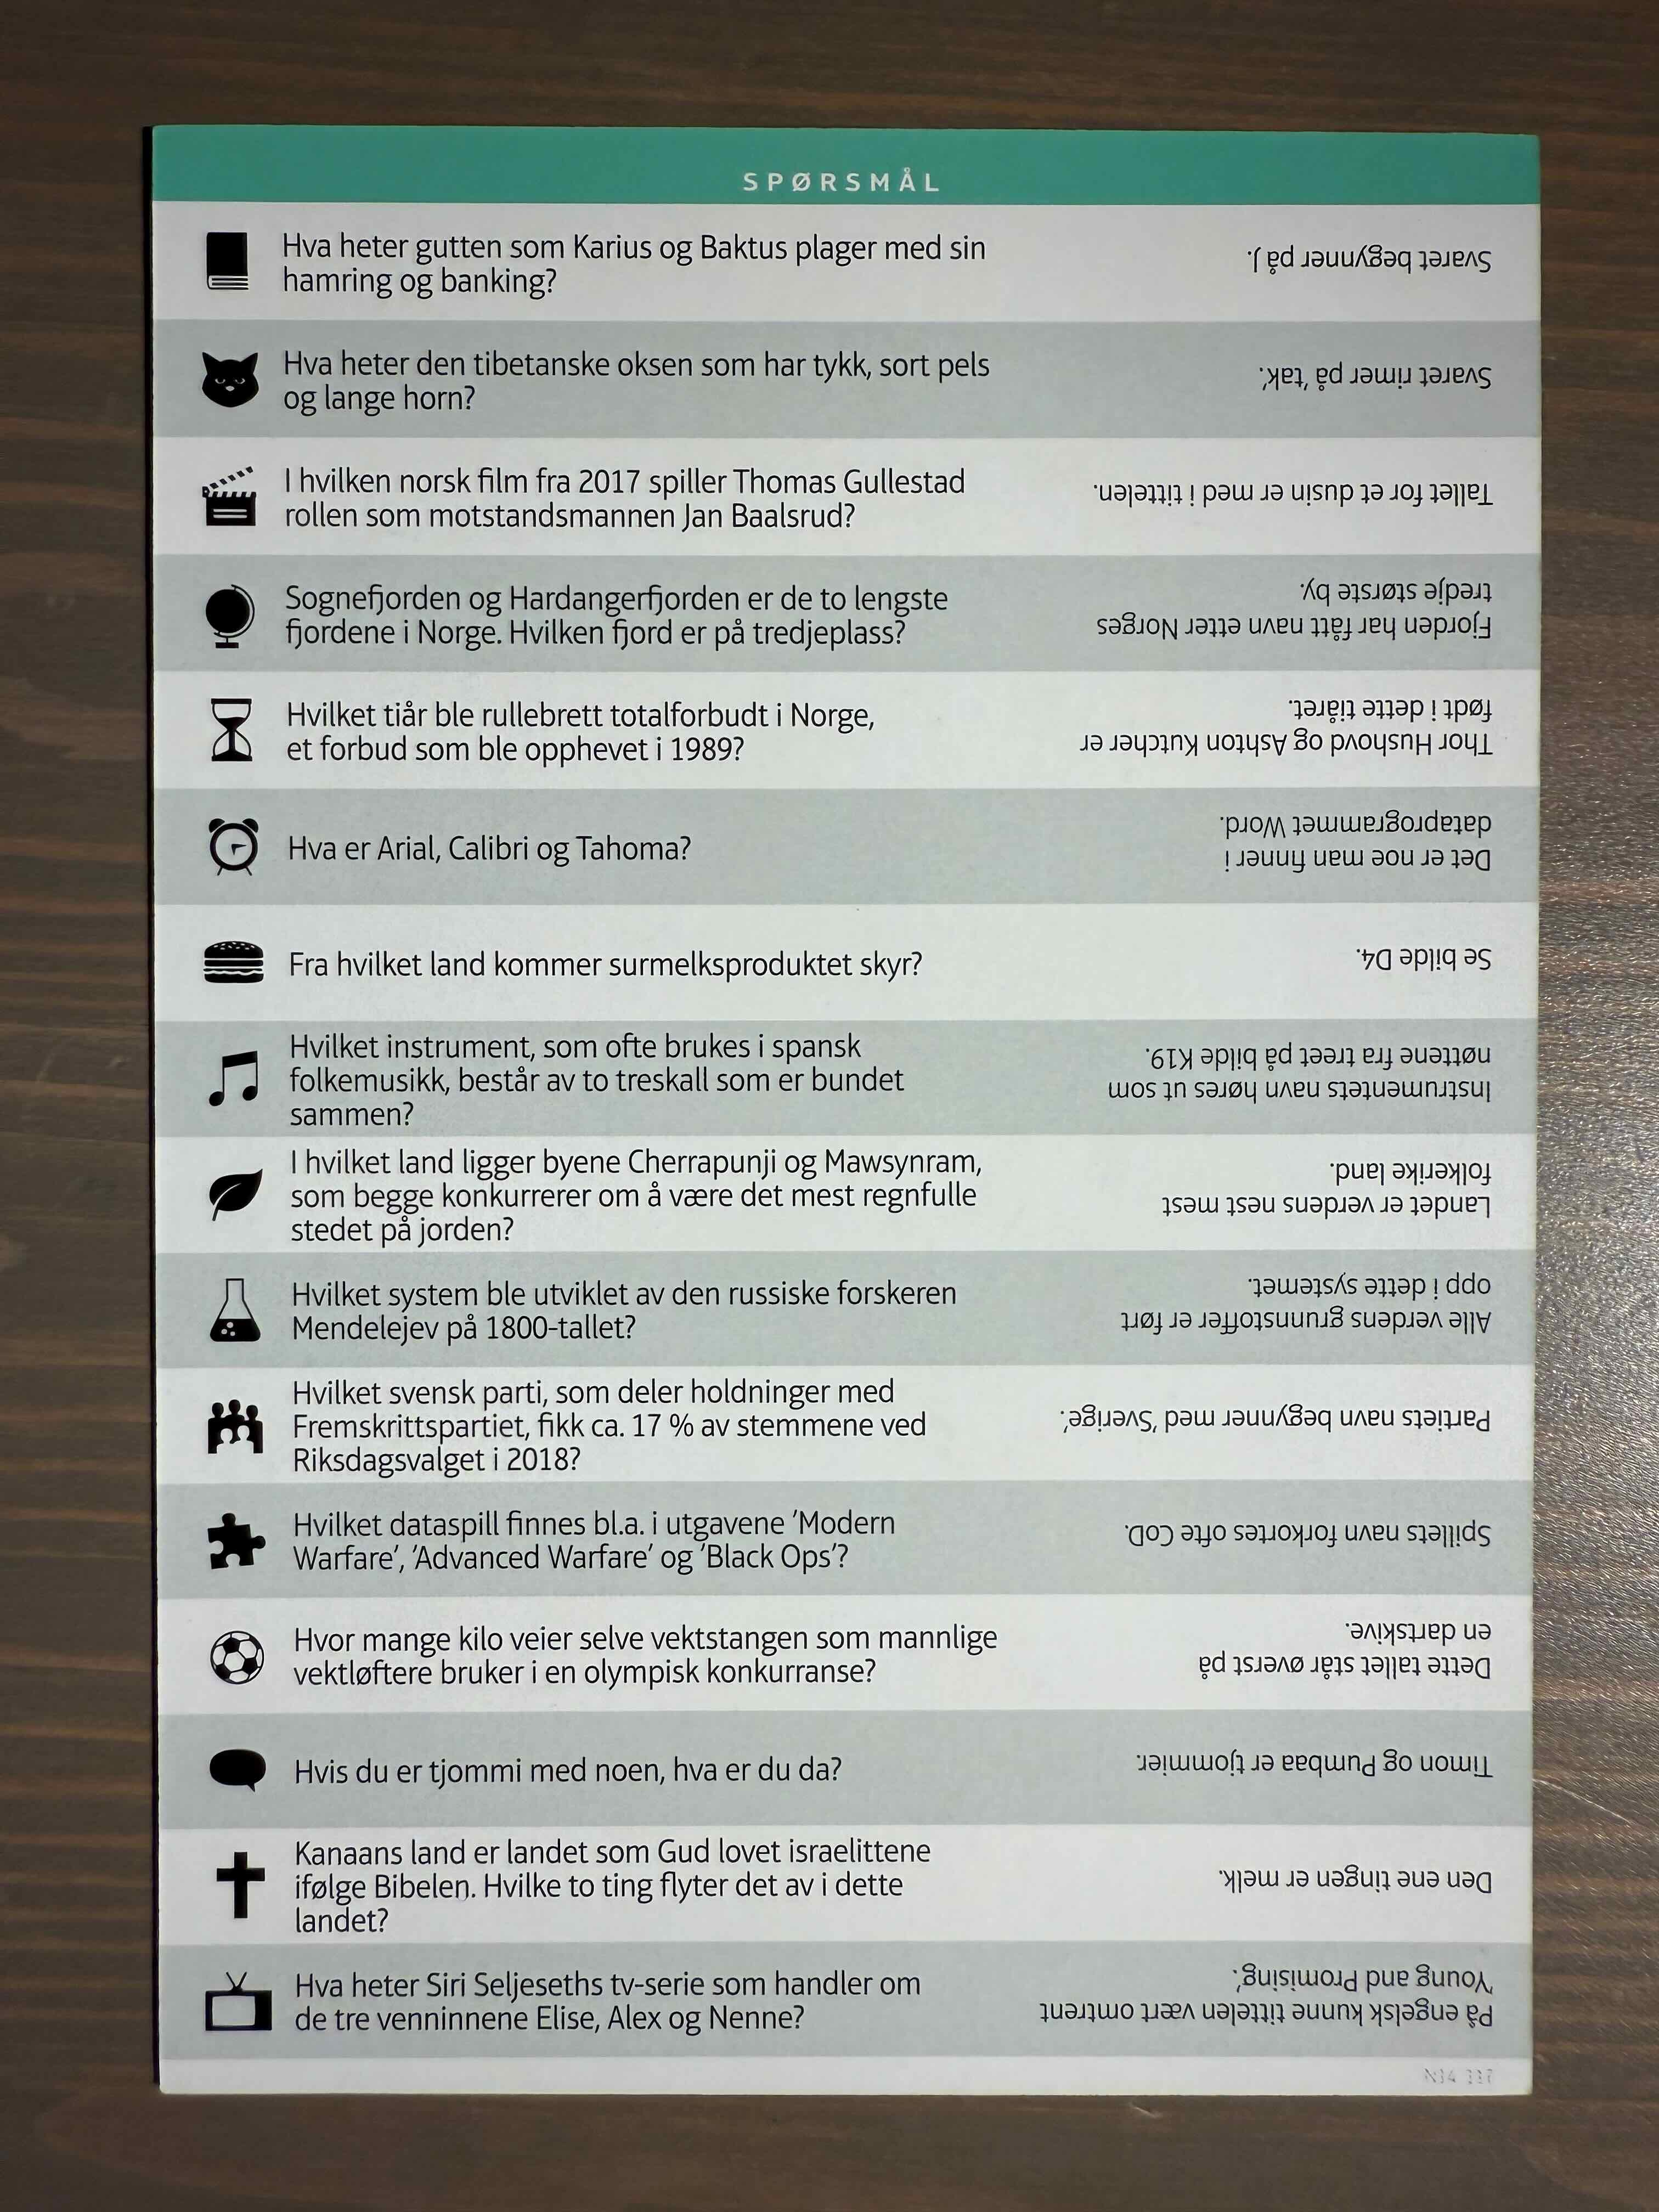 SPØRSMÅL
Hva heter gutten som Karius og Baktus plager med sin
hamring og banking?
Svaret begynner på J.
Hva heter den tibetanske oksen som har tykk, sort pels
og lange horn?
Svaret rimer på 'tak'.
I hvilken norsk film fra 2017 spiller Thomas Gullestad
rollen som motstandsmannen Jan Baalsrud?
Tallet for et dusin er med i tittelen.
Sognefjorden og Hardangerfjorden er de to lengste
fjordene i Norge. Hvilken fjord er på tredjeplass?
Fjorden har fått navn etter Norges
tredje største by.
Hvilket tiår ble rullebrett totalforbudt i Norge,
et forbud som ble opphevet i 1989?
Thor Hushovd og Ashton Kutcher er
født i dette tiåret.
Hva er Arial, Calibri og Tahoma?
Det er noe man finner i
dataprogrammet Word.
Fra hvilket land kommer surmelksproduktet skyr?
Se bilde D4.
Hvilket instrument, som ofte brukes i spansk
folkemusikk, består av to treskall som er bundet
sammen?
Instrumentets navn høres ut som
nøttene fra treet på bilde K19.
I hvilket land ligger byene Cherrapunji og Mawsynram,
som begge konkurrerer om å være det mest regnfulle
stedet på jorden?
Landet er verdens nest mest
folkerike land.
Hvilket system ble utviklet av den russiske forskeren
Mendelejev på 1800-tallet?
Alle verdens grunnstoffer er ført
opp i dette systemet.
Hvilket svensk parti, som deler holdninger med
Fremskrittspartiet, fikk ca. 17 % av stemmene ved
Riksdagsvalget i 2018?
Partiets navn begynner med 'Sverige'.
Hvilket dataspill finnes bl.a. i utgavene 'Modern
Warfare', 'Advanced Warfare' og 'Black Ops'?
Spillets navn forkortes ofte CoD.
Hvor mange kilo veier selve vektstangen som mannlige
vektløftere bruker i en olympisk konkurranse?
Dette tallet står øverst på
en dartskive.
Hvis du er tjommi med noen, hva er du da?
Timon og Pumbaa er tjommier.
Kanaans land er landet som Gud lovet israelittene
ifølge Bibelen. Hvilke to ting flyter det av i dette
landet?
Den ene tingen er melk.
Hva heter Siri Seljeseths tv-serie som handler om
de tre venninnene Elise, Alex og Nenne?
På engelsk kunne tittelen vært omtrent
'Young and Promising'.